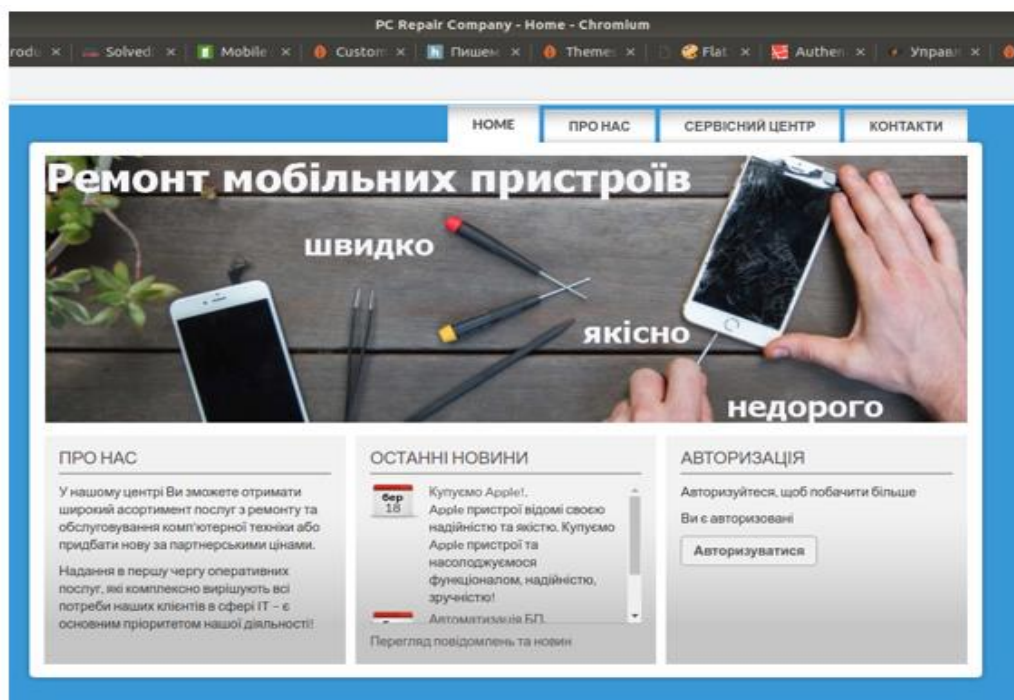 PC Repair Company - Home - Chromium
Solved: Mobile Custom Пишем Theme: Flat Authen Управл
HOME ПРО НАС СЕРВІСНИЙ ЦЕНТР КОНТАКТИ
Ремонт мобільних пристроїв
швидко
якісно
недорого
ПРО НАС
У нашому центрі Ви зможете отримати
широкий асортимент послуг з ремонту та
обслуговування комп'ютерної техніки або
придбати нову за партнерськими цінами.
Надання в першу чергу оперативних
послуг, які комплексно вирішують всі
потреби наших клієнтів в сфері ІТ – є
основним пріоритетом нашої діяльності!
ОСТАННІ НОВИНИ
бер
18
Купуємо Apple!,
Apple пристрої відомі своєю
надійністю та якістю. Купуємо
Apple пристрої та
насолоджуємося
функціоналом, надійністю,
зручністю!
Автоматизація БП,
Перегляд повідомлень та новин
АВТОРИЗАЦІЯ
Авторизуйтеся, щоб побачити більше
Ви є авторизовані
Авторизуватися